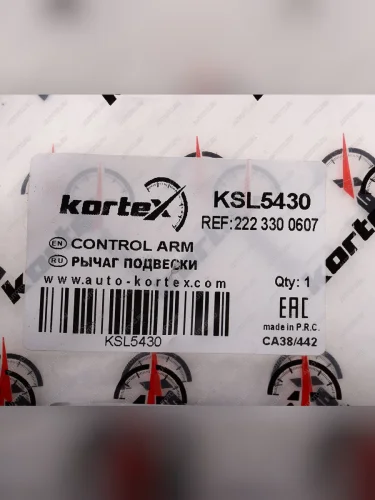 kortex
KSL5430
REF:222 330 0607
EN CONTROL ARM
RU РЫЧАГ ПОДВЕСКИ
www.auto-kortex.com
Qty: 1
EAC
made in P.R.C.
KSL5430
CA38/442